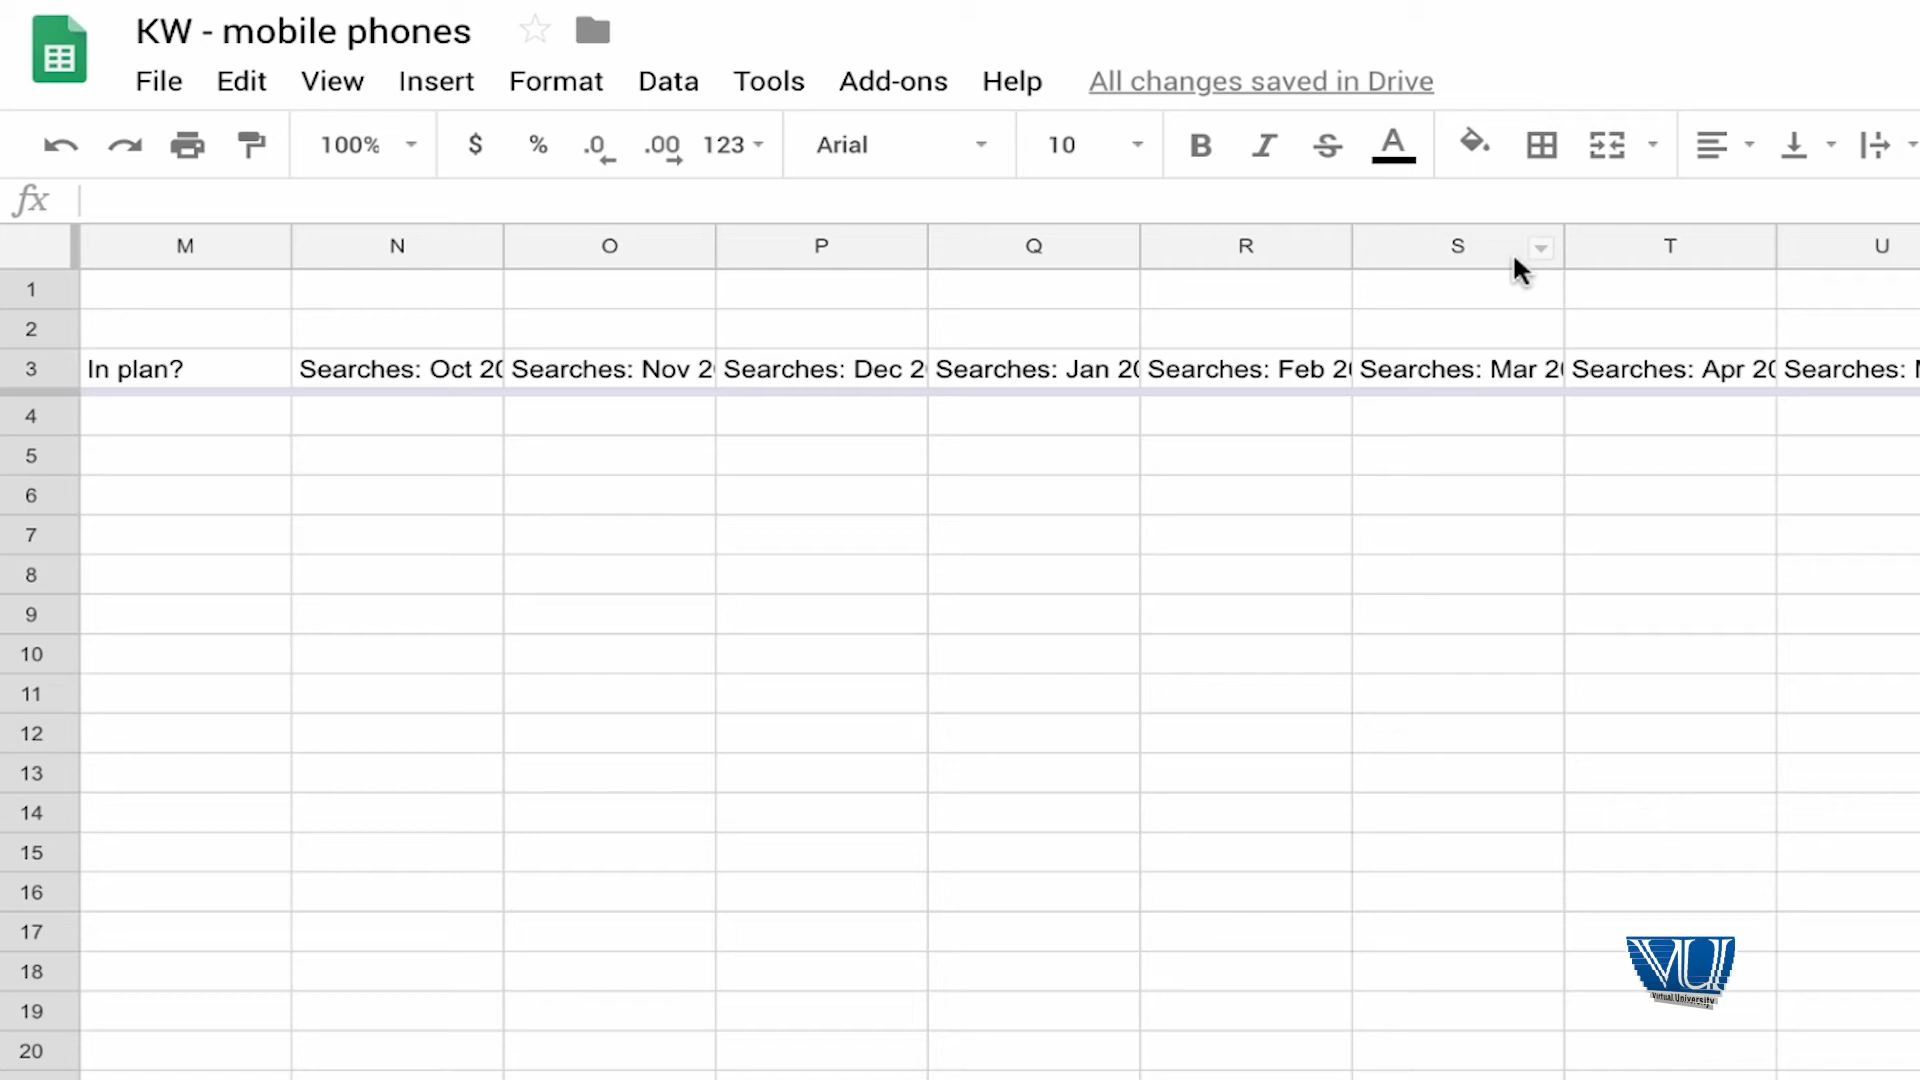 KW - mobile phones
File Edit View Insert Format Data Tools Add-ons Help All changes saved in Drive
100% $ % .0 .00 123 Arial 10 B I S A
fx
M N O P Q R S T U
1
2
3 In plan? Searches: Oct 20 Searches: Nov 2 Searches: Dec 2 Searches: Jan 20 Searches: Feb 20 Searches: Mar 20 Searches: Apr 20 Searches:
4
5
6
7
8
9
10
11
12
13
14
15
16
17
18
19
20
VU
Virtual University